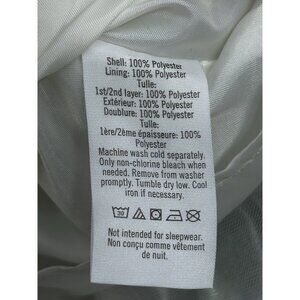 Shell: 100% Polyester
Lining: 100% Polyester
Tulle:
1st/2nd layer: 100% Polyester
Extérieur: 100% Polyester
Doublure: 100% Polyester
Tulle:
1ère/2ème épaisseur: 100%
Polyester
Machine wash cold separately.
Only non-chlorine bleach when
needed. Remove from washer
promptly. Tumble dry low. Cool
iron if necessary.
30
Not intended for sleepwear.
Non conçu comme vêtement
de nuit.